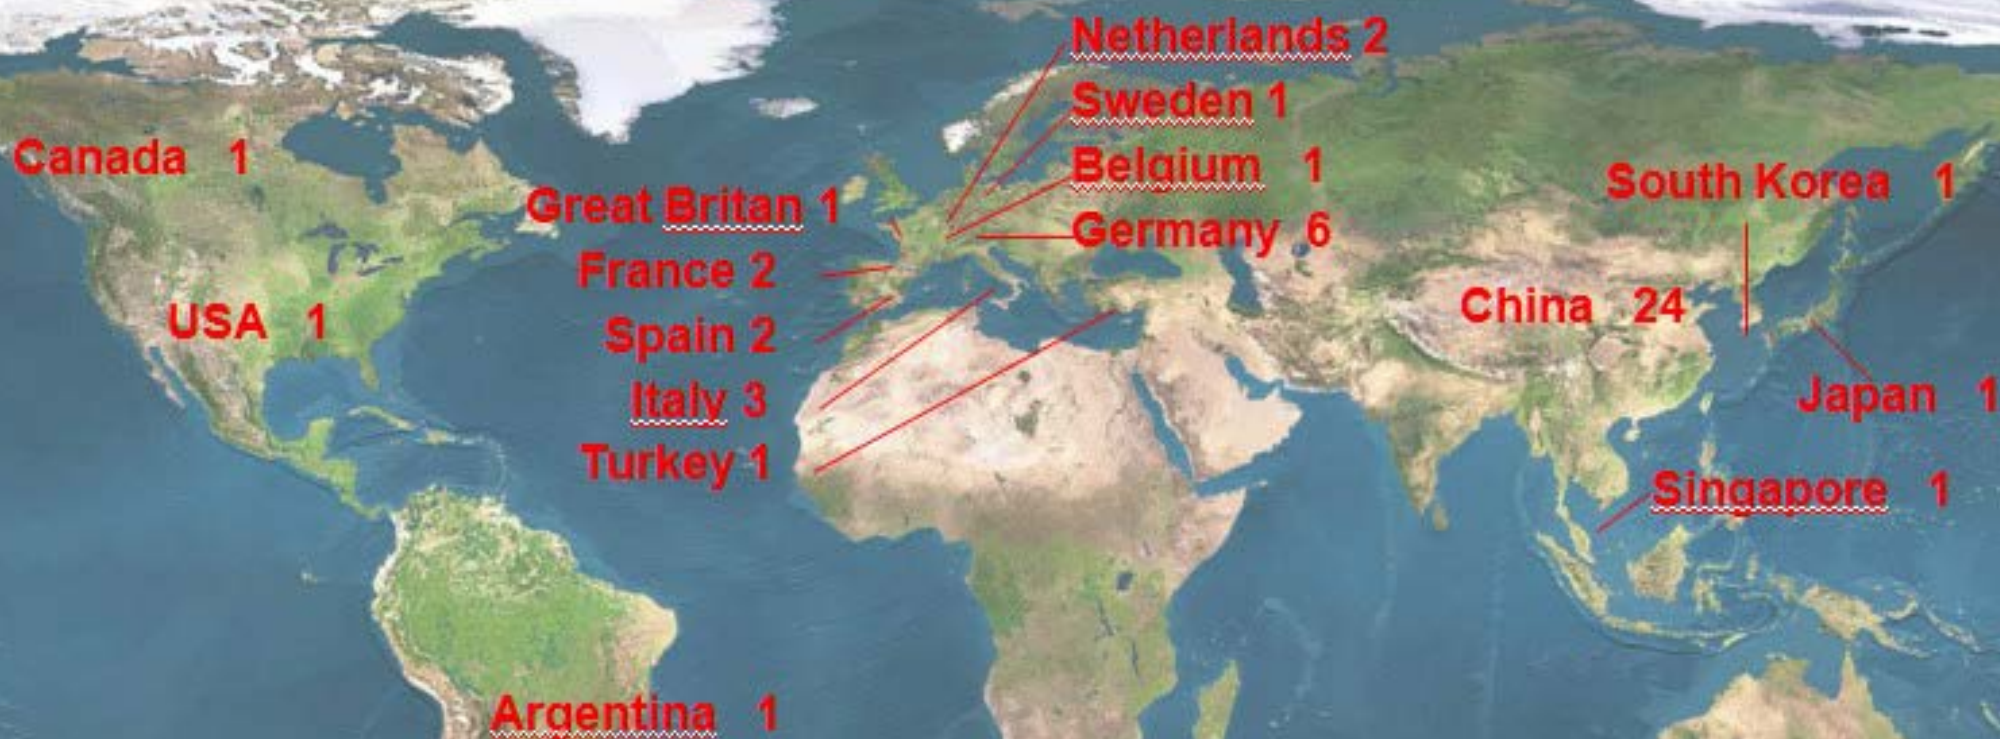 Netherlands 2
Sweden 1
Canada 1
Belgium 1
South Korea 1
Great Britan 1
Germany 6
France 2
China 24
USA 1
Spain 2
Italy 3
Japan 1
Turkey 1
Singapore 1
Argentina 1